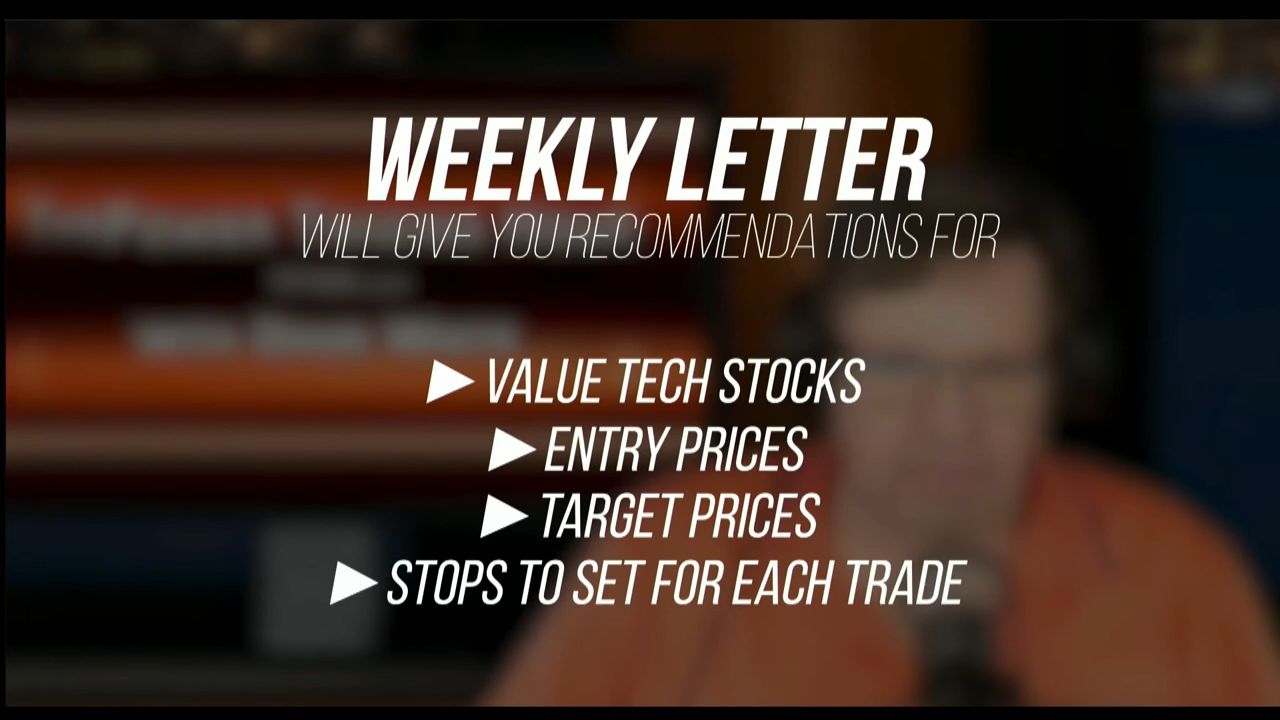 WEEKLY LETTER
WILL GIVE YOU RECOMMENDATIONS FOR
▶ VALUE TECH STOCKS
▶ ENTRY PRICES
▶ TARGET PRICES
▶ STOPS TO SET FOR EACH TRADE